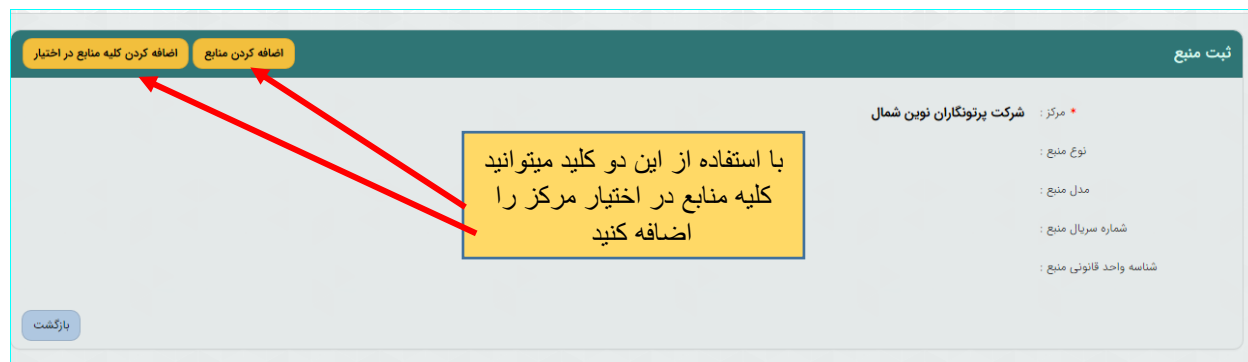 ثبت منبع
اضافه کردن منابع
اضافه کردن کلیه منابع در اختیار
* مرکز : شرکت پرتونگاران نوین شمال
نوع منبع :
مدل منبع :
شماره سریال منبع :
شناسه واحد قانونی منبع :
با استفاده از این دو کلید میتوانید
کلیه منابع در اختیار مرکز را
اضافه کنید
بازگشت